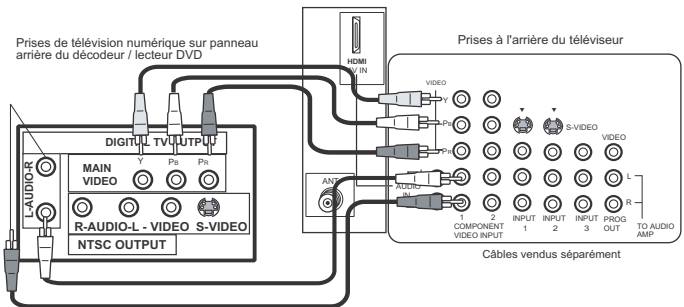 Prises de télévision numérique sur panneau
arrière du décodeur / lecteur DVD
Prises à l'arrière du téléviseur
HDMI
AV IN
VIDEO
Y
PB
PR
S-VIDEO
VIDEO
L
R
ANT
AUDIO
IN
1
2
COMPONENT
VIDEO INPUT
INPUT
1
INPUT
2
INPUT
3
PROG
OUT
TO AUDIO
AMP
Câbles vendus séparément
DIGITAL TV OUTPUT
Y
PB
PR
MAIN
VIDEO
L-AUDIO-R
R-AUDIO-L - VIDEO
S-VIDEO
NTSC OUTPUT